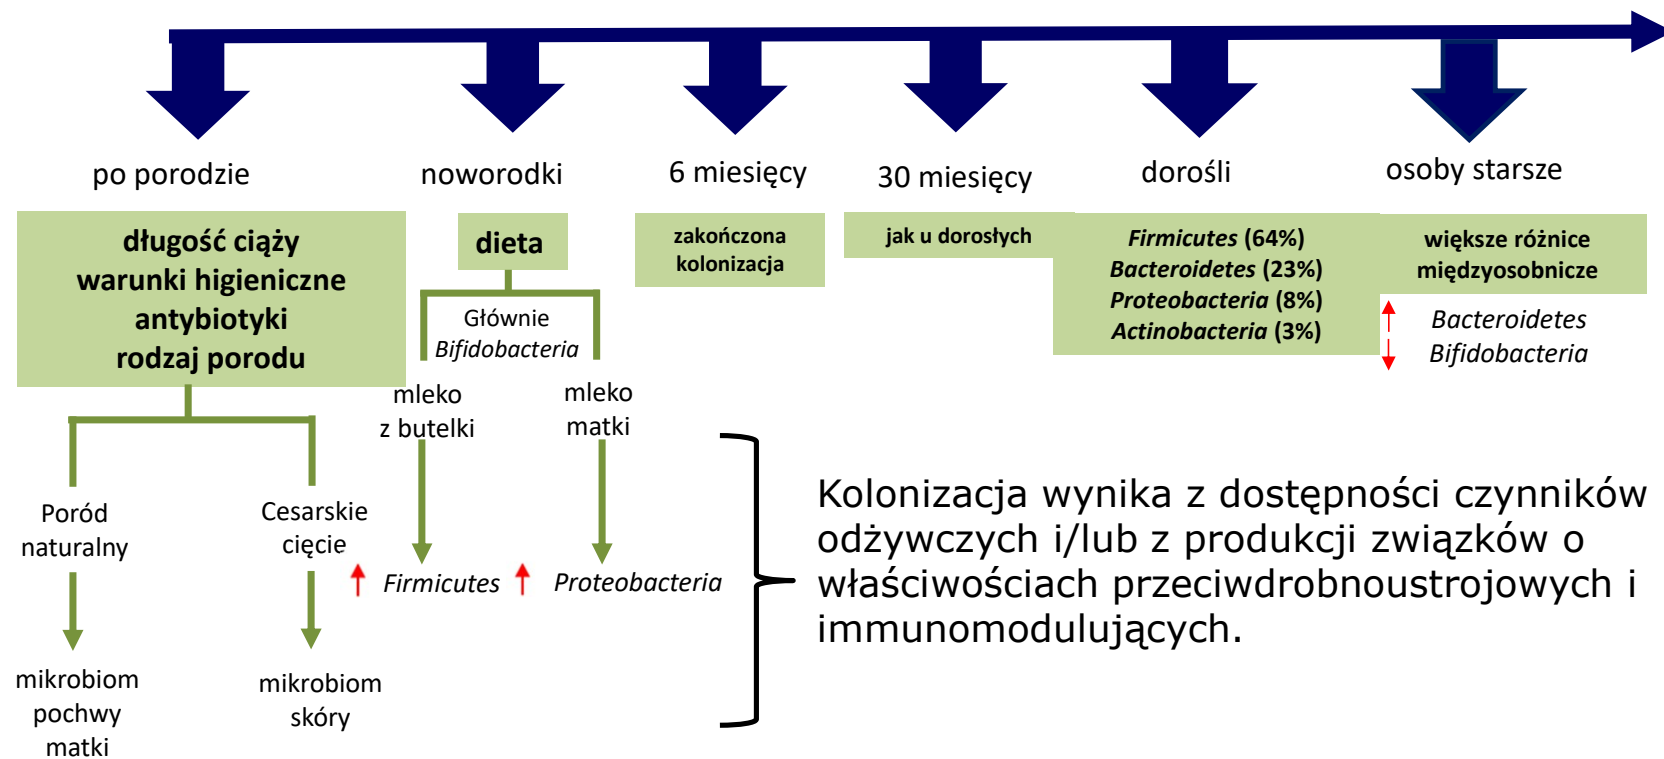 po porodzie
długość ciąży
warunki higieniczne
antybiotyki
rodzaj porodu
Poród
naturalny
mikrobiom
pochwy
matki
Cesarskie
cięcie
mikrobiom
skóry
noworodki
dieta
Głównie
Bifidobacteria
mleko
z butelki
Firmicutes
mleko
matki
Proteobacteria
6 miesięcy
zakończona
kolonizacja
30 miesięcy
jak u dorosłych
dorośli
Firmicutes (64%)
Bacteroidetes (23%)
Proteobacteria (8%)
Actinobacteria (3%)
osoby starsze
większe różnice
międzyosobnicze
Bacteroidetes
Bifidobacteria
Kolonizacja wynika z dostępności czynników
odżywczych i/lub z produkcji związków o
właściwościach przeciwdrobnoustrojowych i
immunomodulujących.